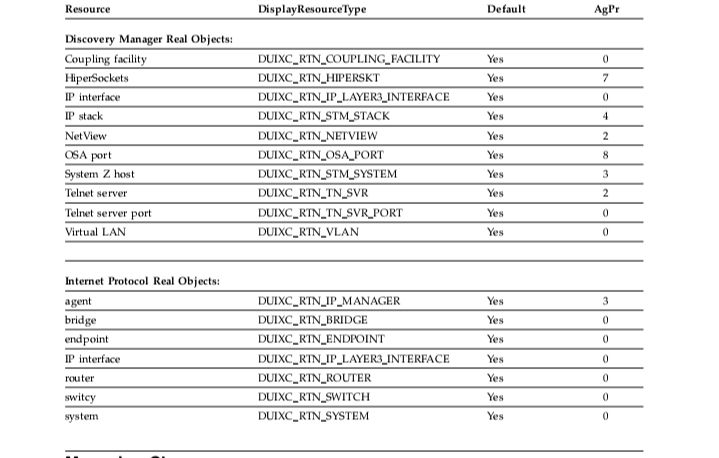 Resource DisplayResourceType Default AgPr
Discovery Manager Real Objects:
Coupling facility DUIXC_RTN_COUPLING_FACILITY Yes 0
HiperSockets DUIXC_RTN_HIPERSKT Yes 7
IP interface DUIXC_RTN_IP_LAYER3_INTERFACE Yes 0
IP stack DUIXC_RTN_STM_STACK Yes 4
NetView DUIXC_RTN_NETVIEW Yes 2
OSA port DUIXC_RTN_OSA_PORT Yes 8
System Z host DUIXC_RTN_STM_SYSTEM Yes 3
Telnet server DUIXC_RTN_TN_SVR Yes 2
Telnet server port DUIXC_RTN_TN_SVR_PORT Yes 0
Virtual LAN DUIXC_RTN_VLAN Yes 0
Internet Protocol Real Objects:
agent DUIXC_RTN_IP_MANAGER Yes 3
bridge DUIXC_RTN_BRIDGE Yes 0
endpoint DUIXC_RTN_ENDPOINT Yes 0
IP interface DUIXC_RTN_IP_LAYER3_INTERFACE Yes 0
router DUIXC_RTN_ROUTER Yes 0
switcy DUIXC_RTN_SWITCH Yes 0
system DUIXC_RTN_SYSTEM Yes 0